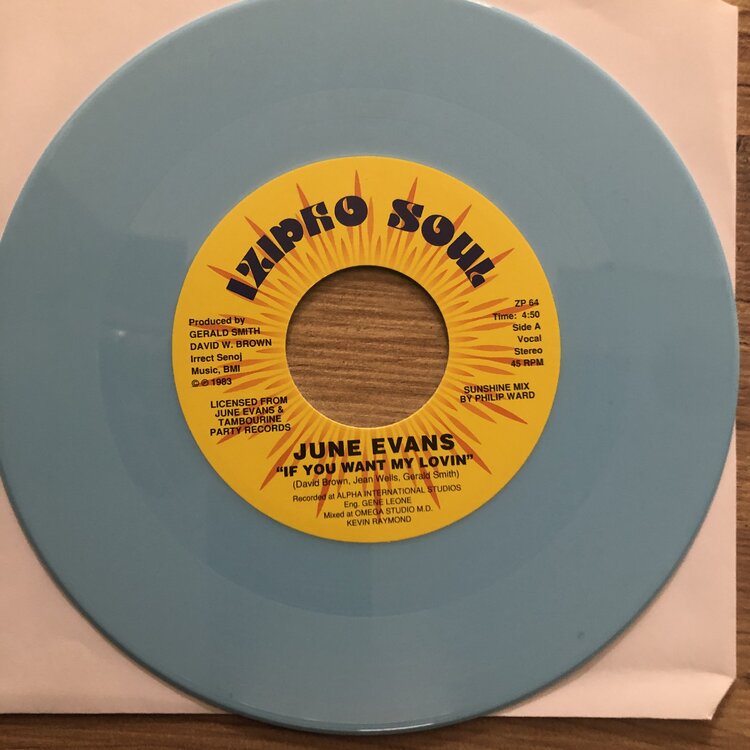 IZIPHO SOUL
Produced by
GERALD SMITH
DAVID W. BROWN
Irrect Senoj
Music, BMI
©℗ 1983
LICENSED FROM
JUNE EVANS &
TAMBOURINE
PARTY RECORDS
ZP 64
Time: 4:50
Side A
Vocal
Stereo
45 RPM
SUNSHINE MIX
BY PHILIP WARD
JUNE EVANS
"IF YOU WANT MY LOVIN"
(David Brown, Jean Wells, Gerald Smith)
Recorded at ALPHA INTERNATIONAL STUDIOS
Eng. GENE LEONE
Mixed at OMEGA STUDIO M.D.
KEVIN RAYMOND